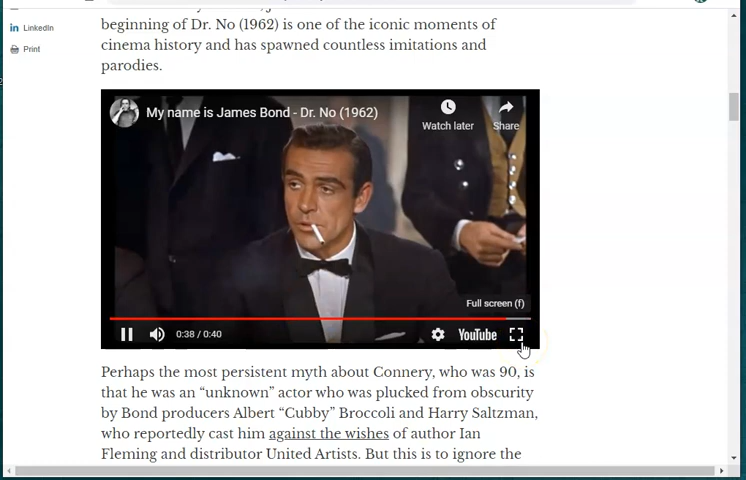 LinkedIn
Print
beginning of Dr. No (1962) is one of the iconic moments of
cinema history and has spawned countless imitations and
parodies.
My name is James Bond - Dr. No (1962)
Watch later
Share
Full screen (f)
0:38 / 0:40
YouTube
Perhaps the most persistent myth about Connery, who was 90, is
that he was an “unknown” actor who was plucked from obscurity
by Bond producers Albert “Cubby” Broccoli and Harry Saltzman,
who reportedly cast him against the wishes of author Ian
Fleming and distributor United Artists. But this is to ignore the